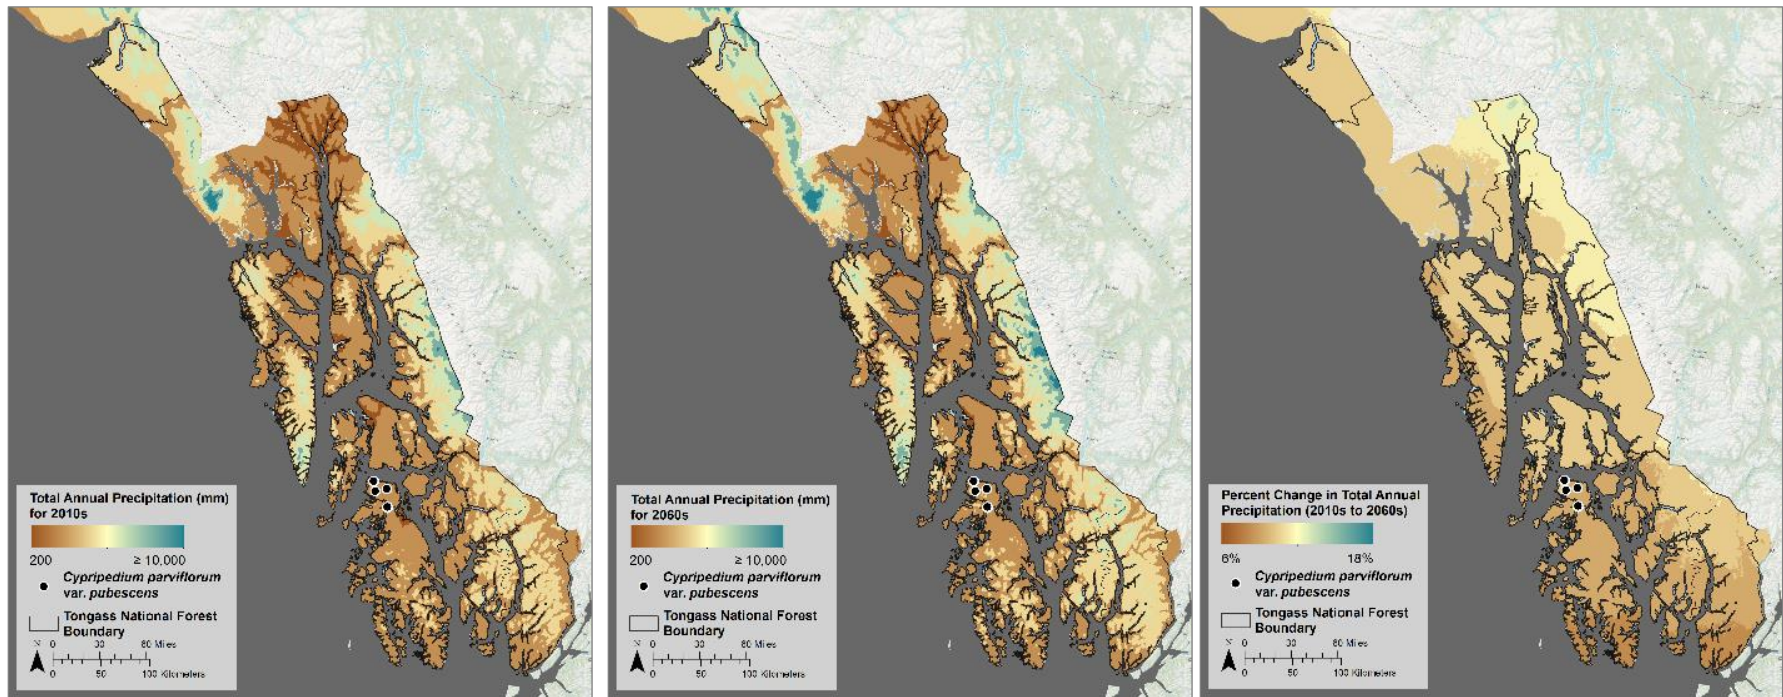 Total Annual Precipitation (mm)
for 2010s
200
≥ 10,000
Cypripedium parviflorum
var. pubescens
Tongass National Forest
Boundary
N
0 30 60 Miles
0 50 100 Kilometers
Total Annual Precipitation (mm)
for 2060s
200
≥ 10,000
Cypripedium parviflorum
var. pubescens
Tongass National Forest
Boundary
N
0 30 60 Miles
0 50 100 Kilometers
Percent Change in Total Annual
Precipitation (2010s to 2060s)
6%
18%
Cypripedium parviflorum
var. pubescens
Tongass National Forest
Boundary
N
0 30 60 Miles
0 50 100 Kilometers